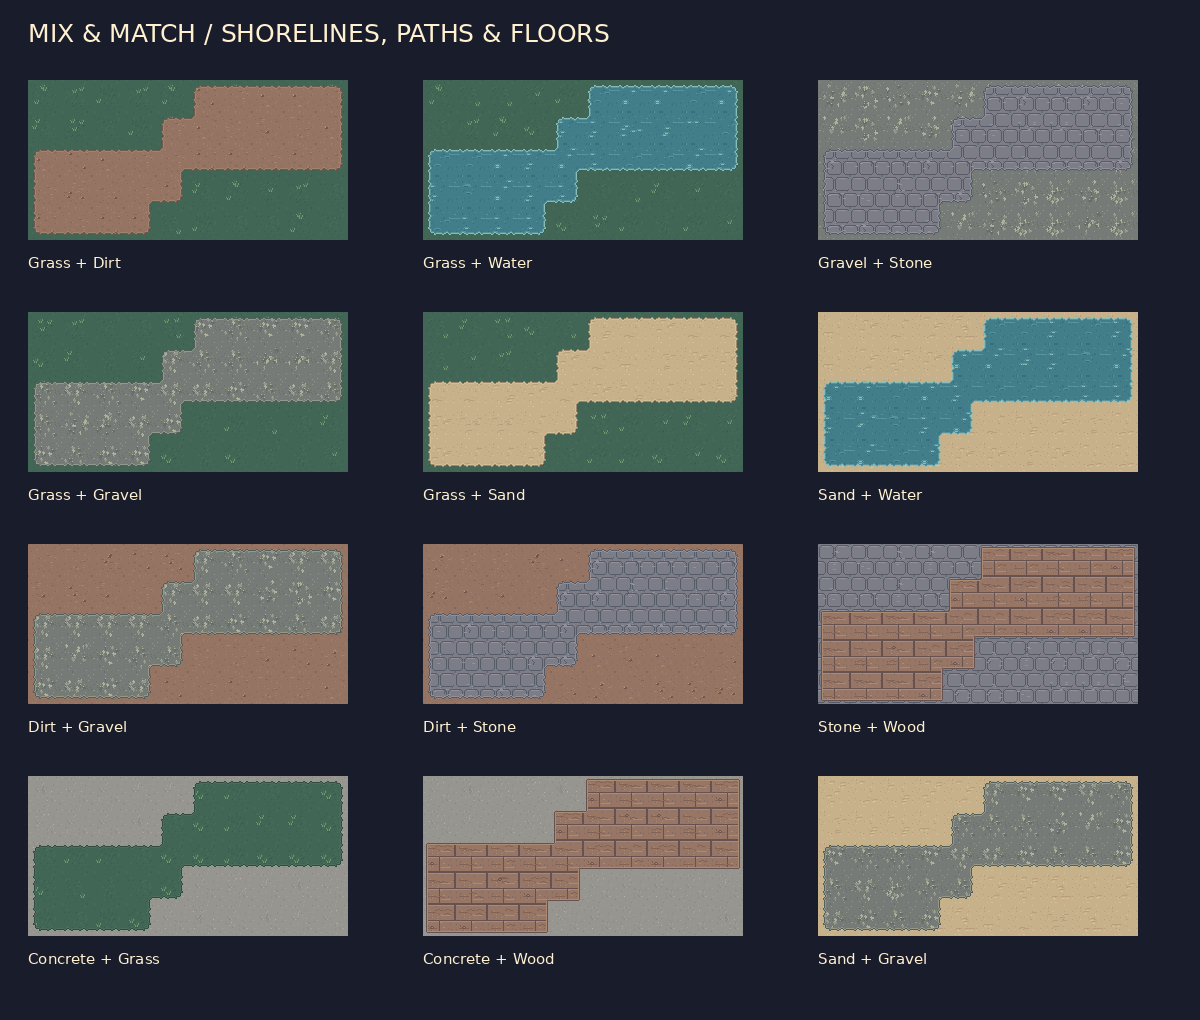 MIX & MATCH / SHORELINES, PATHS & FLOORS
Grass + Dirt
Grass + Water
Gravel + Stone
Grass + Gravel
Grass + Sand
Sand + Water
Dirt + Gravel
Dirt + Stone
Stone + Wood
Concrete + Grass
Concrete + Wood
Sand + Gravel